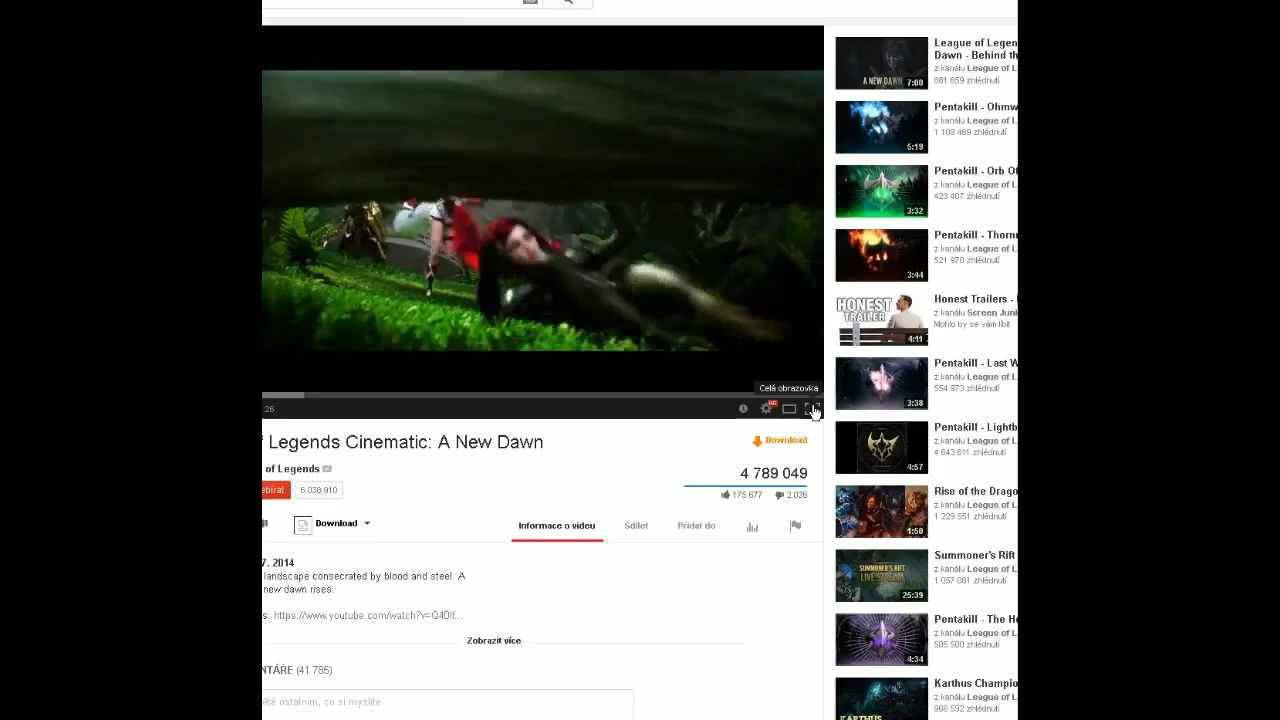 League of Legen
Dawn - Behind th
z kanálu League of L
881 659 zhlédnutí
A NEW DAWN
7:00
Pentakill - Ohmw
z kanálu League of L
1 109 469 zhlédnutí
5:19
Pentakill - Orb Of
z kanálu League of L
423 407 zhlédnutí
3:32
Pentakill - Thorn
z kanálu League of L
521 970 zhlédnutí
3:44
Honest Trailers -
z kanálu Screen Junk
Mohlo by se vám líbit
HONEST
TRAILER
4:11
Pentakill - Last W
z kanálu League of L
554 973 zhlédnutí
3:38
Pentakill - Lightb
z kanálu League of L
4 643 611 zhlédnutí
4:57
Rise of the Drago
z kanálu League of L
1 229 551 zhlédnutí
1:50
Summoner's Rift
z kanálu League of L
1 057 081 zhlédnutí
SUMMONER'S RIFT
LIVE STREAM
25:39
Pentakill - The He
z kanálu League of L
505 500 zhlédnutí
4:34
Karthus Champio
z kanálu League of L
966 592 zhlédnutí
KARTHUS
Celá obrazovka
26
HD
Legends Cinematic: A New Dawn
Download
of Legends
4 789 049
ebírat
6 038 910
175 677
2 026
Download
Informace o videu
Sdílet
Přidat do
7. 2014
landscape consecrated by blood and steel. A
new dawn rises.
s: https://www.youtube.com/watch?v=Q40lf...
Zobrazit více
NTÁŘE (41 785)
ěte ostatním, co si myslíte